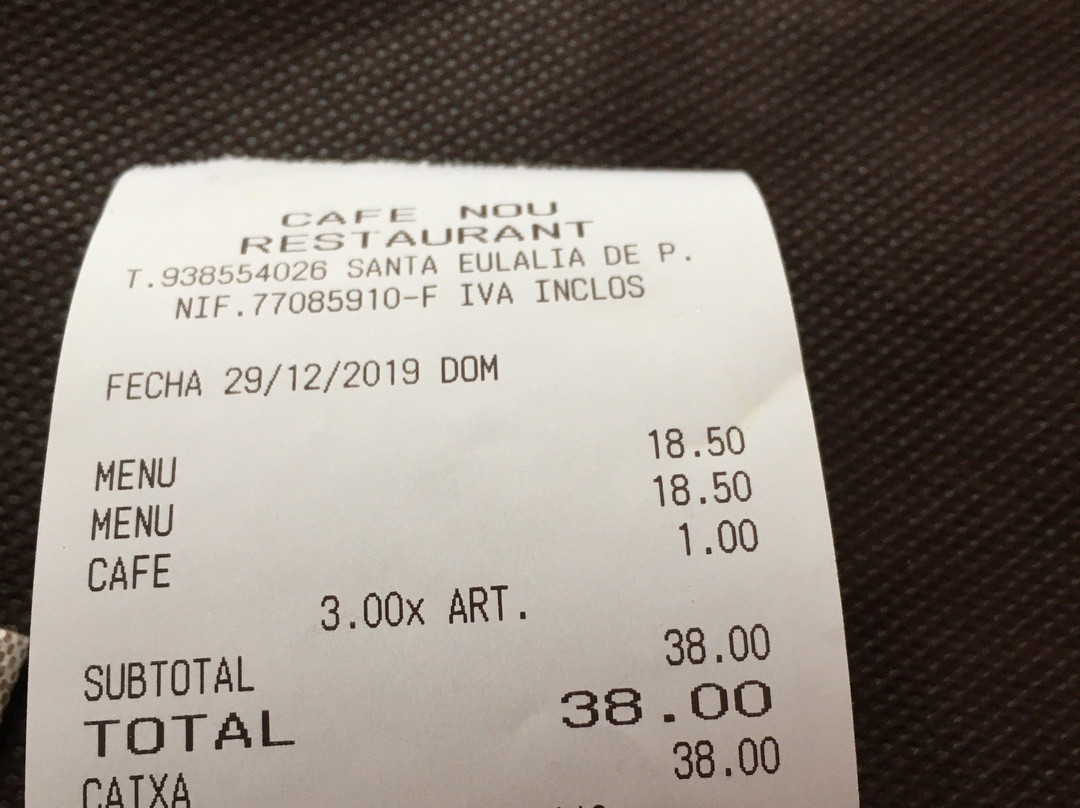 CAFE NOU
RESTAURANT
T.938554026 SANTA EULALIA DE P.
NIF.77085910-F IVA INCLOS
FECHA 29/12/2019 DOM
MENU 18.50
MENU 18.50
CAFE 1.00
3.00x ART.
SUBTOTAL 38.00
TOTAL 38.00
CAIXA 38.00